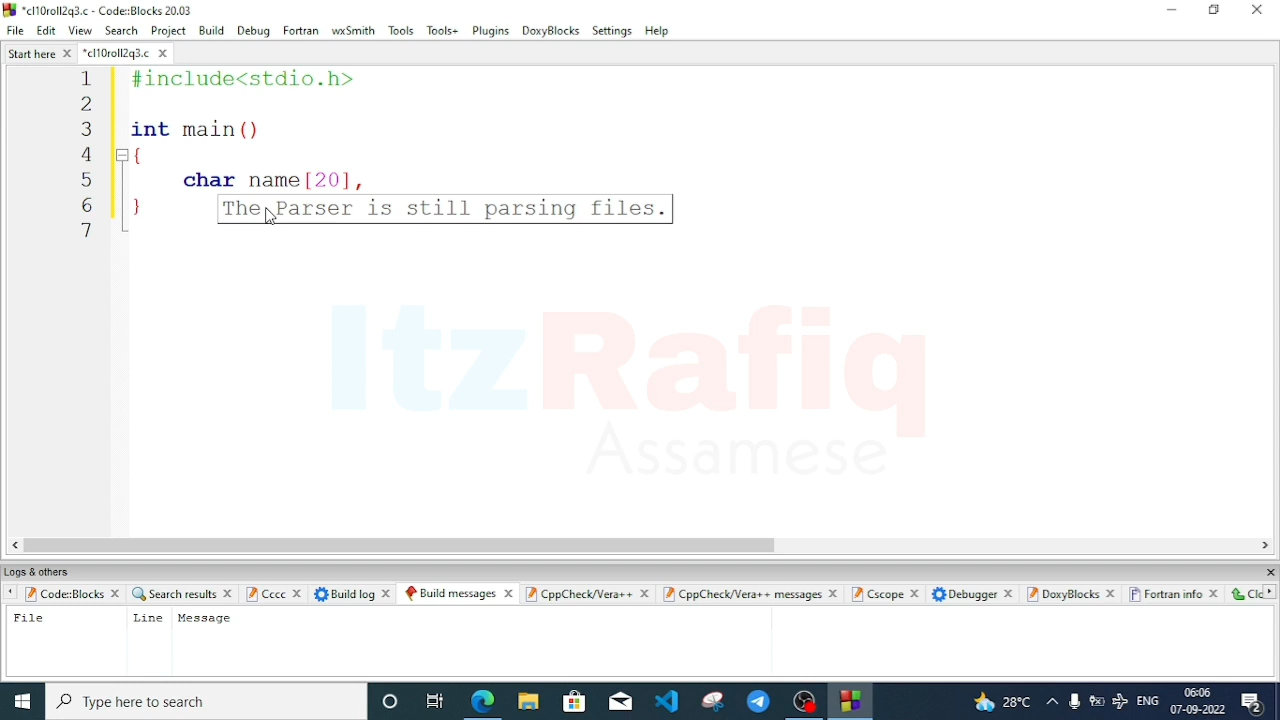 *cl10roll2q3.c - Code::Blocks 20.03
File Edit View Search Project Build Debug Fortran wxSmith Tools Tools+ Plugins DoxyBlocks Settings Help
Start here *cl10roll2q3.c
1 #include<stdio.h>
2
3 int main()
4 {
5 char name[20],
6 }
The Parser is still parsing files.
7
ItzRafiq
Assamese
Logs & others
Code::Blocks Search results Cccc Build log Build messages CppCheck/Vera++ CppCheck/Vera++ messages Cscope Debugger DoxyBlocks Fortran info Clo
File Line Message
Type here to search 28°C ENG 06:06
07-09-2022 2